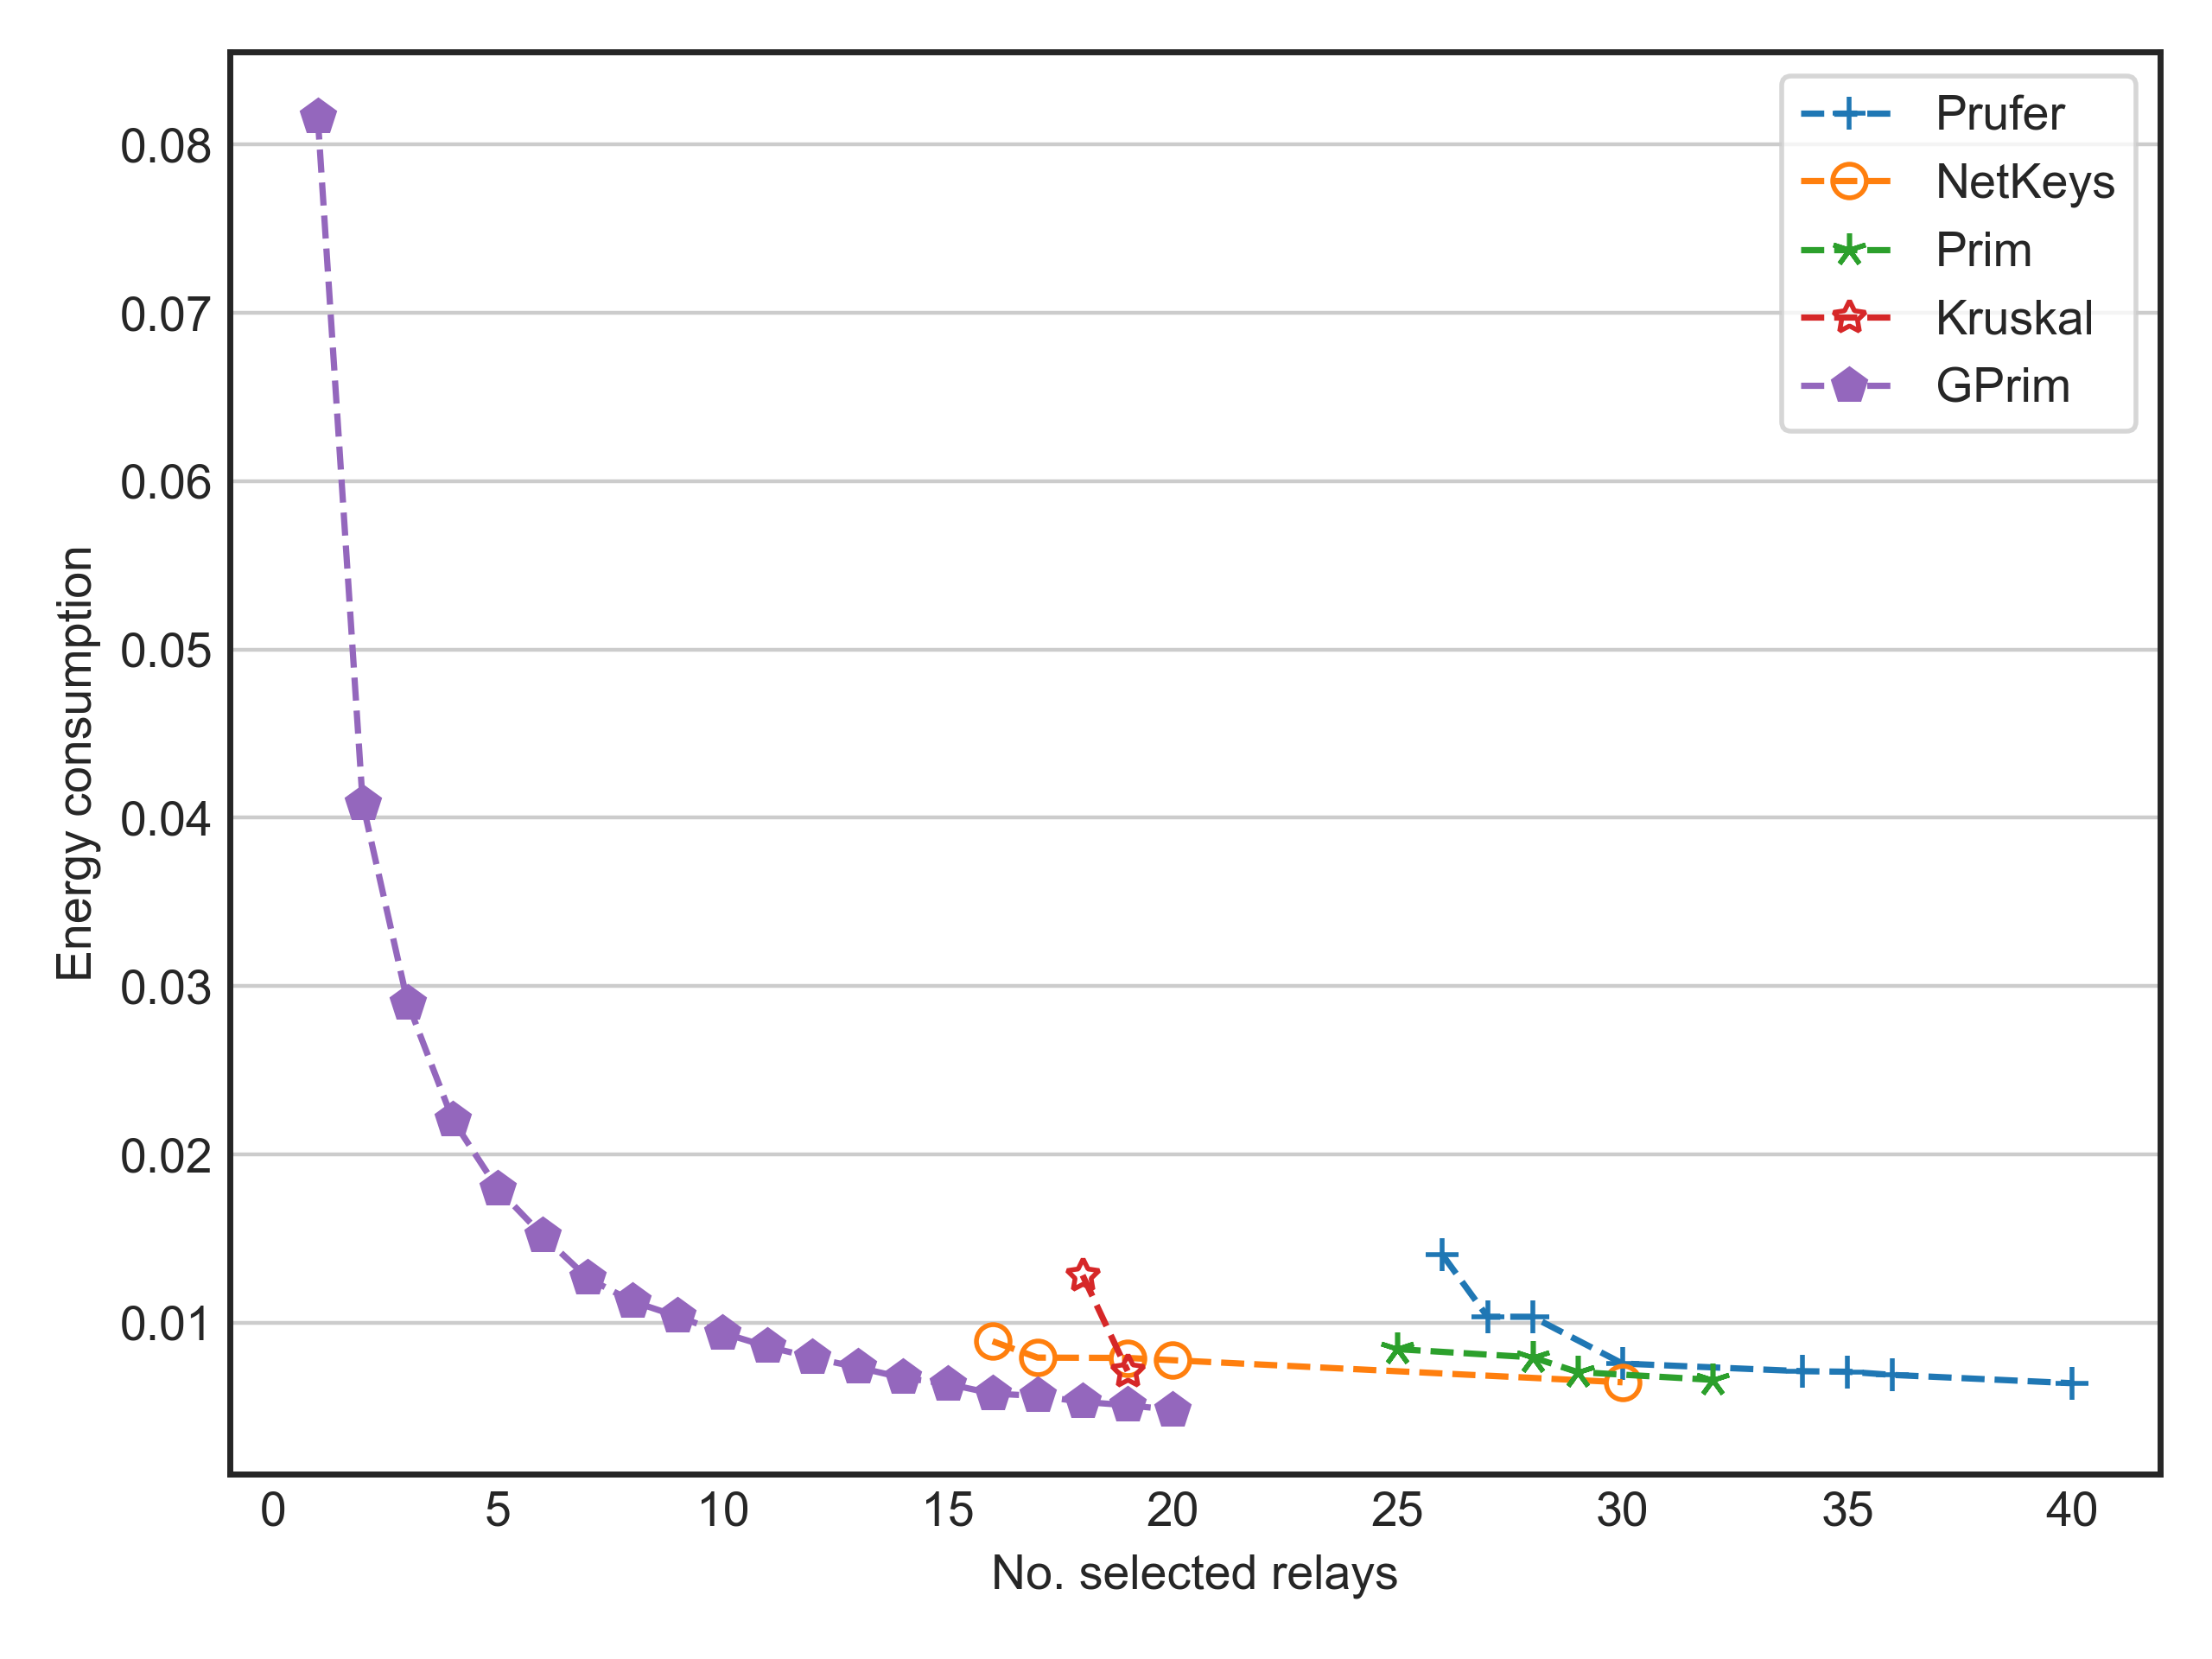 Prufer
NetKeys
Prim
Kruskal
GPrim
0.08
0.07
0.06
0.05
0.04
0.03
0.02
0.01
Energy consumption
0 5 10 15 20 25 30 35 40
No. selected relays